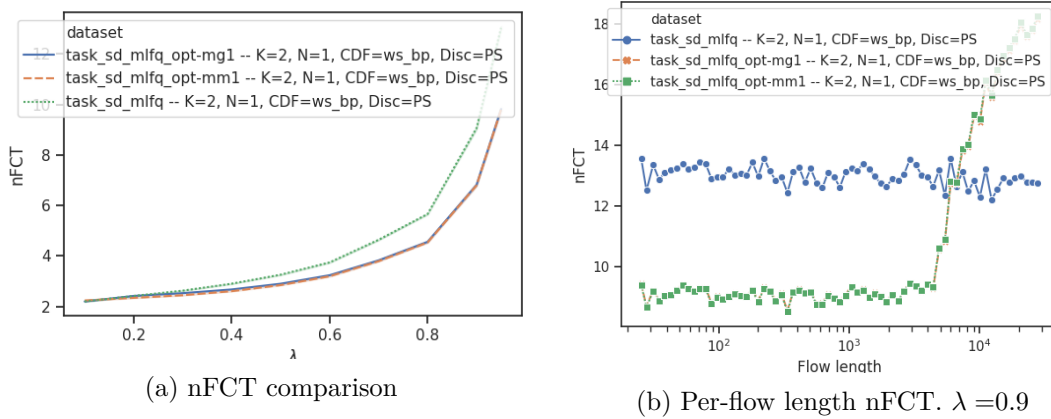 dataset
task_sd_mlfq_opt-mg1 -- K=2, N=1, CDF=ws_bp, Disc=PS
task_sd_mlfq_opt-mm1 -- K=2, N=1, CDF=ws_bp, Disc=PS
task_sd_mlfq -- K=2, N=1, CDF=ws_bp, Disc=PS
nFCT
12
10
8
6
4
2
0.2
0.4
0.6
0.8
λ
(a) nFCT comparison
dataset
task_sd_mlfq -- K=2, N=1, CDF=ws_bp, Disc=PS
task_sd_mlfq_opt-mg1 -- K=2, N=1, CDF=ws_bp, Disc=PS
task_sd_mlfq_opt-mm1 -- K=2, N=1, CDF=ws_bp, Disc=PS
nFCT
18
16
14
12
10
10²
10³
10⁴
Flow length
(b) Per-flow length nFCT. λ =0.9